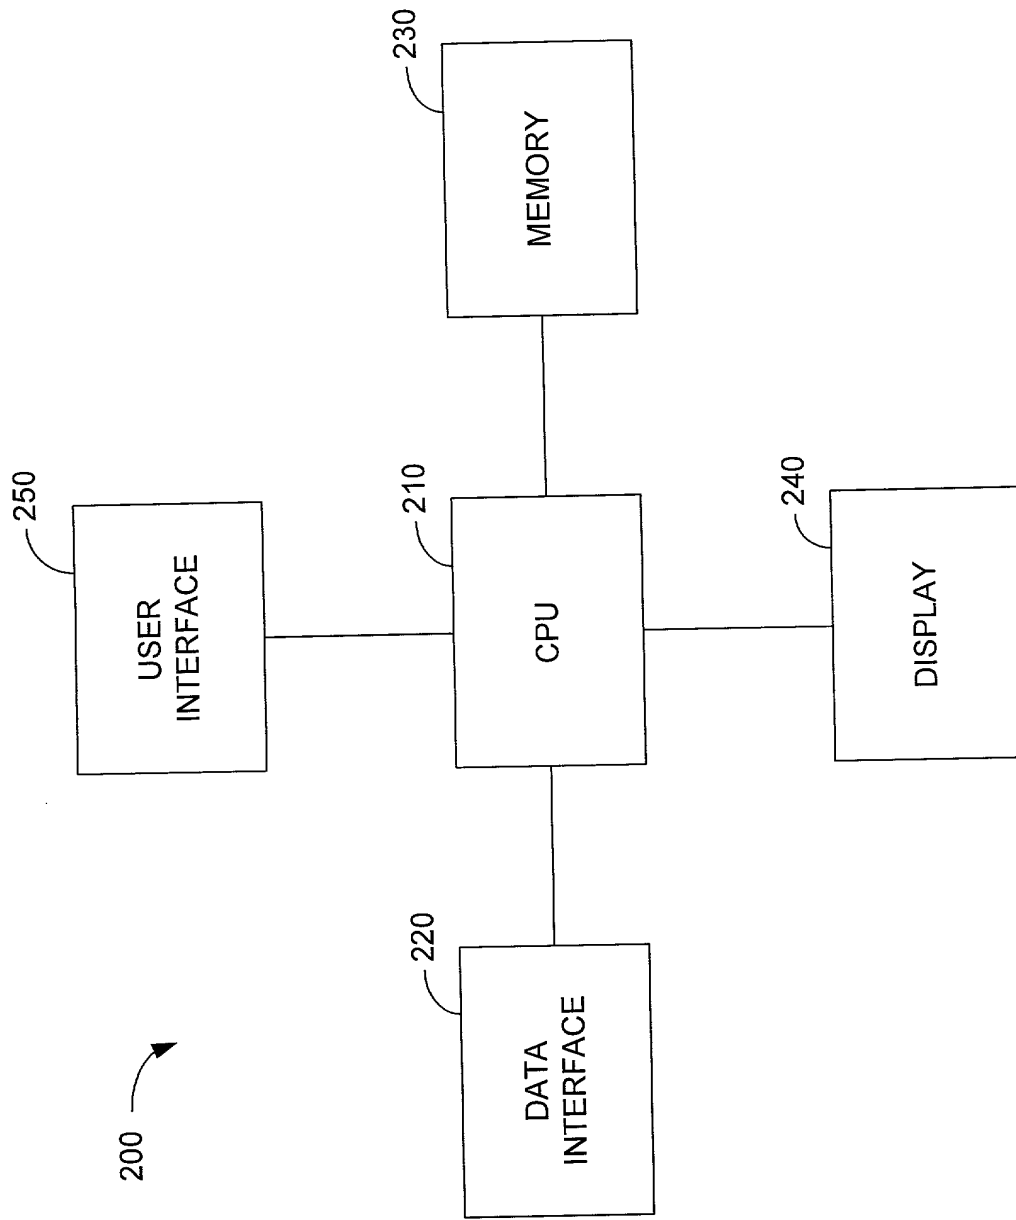 200
250
USER
INTERFACE
220
DATA
INTERFACE
210
CPU
230
MEMORY
240
DISPLAY